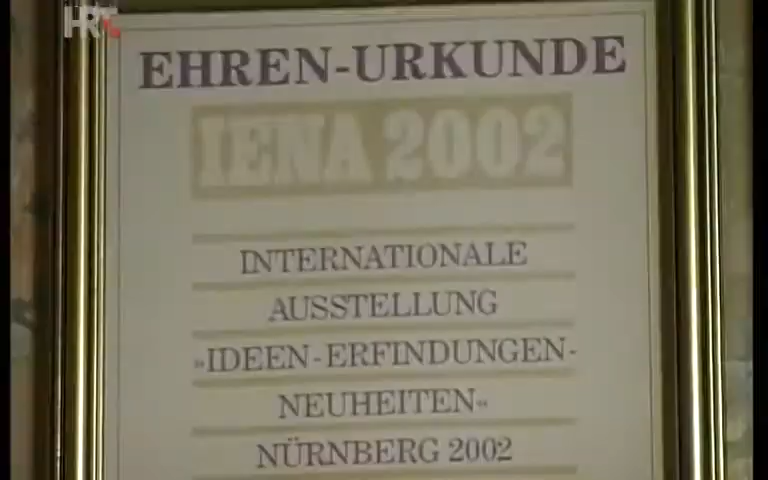 HRT
EHREN-URKUNDE
IENA 2002
INTERNATIONALE
AUSSTELLUNG
»IDEEN-ERFINDUNGEN-
NEUHEITEN«
NÜRNBERG 2002